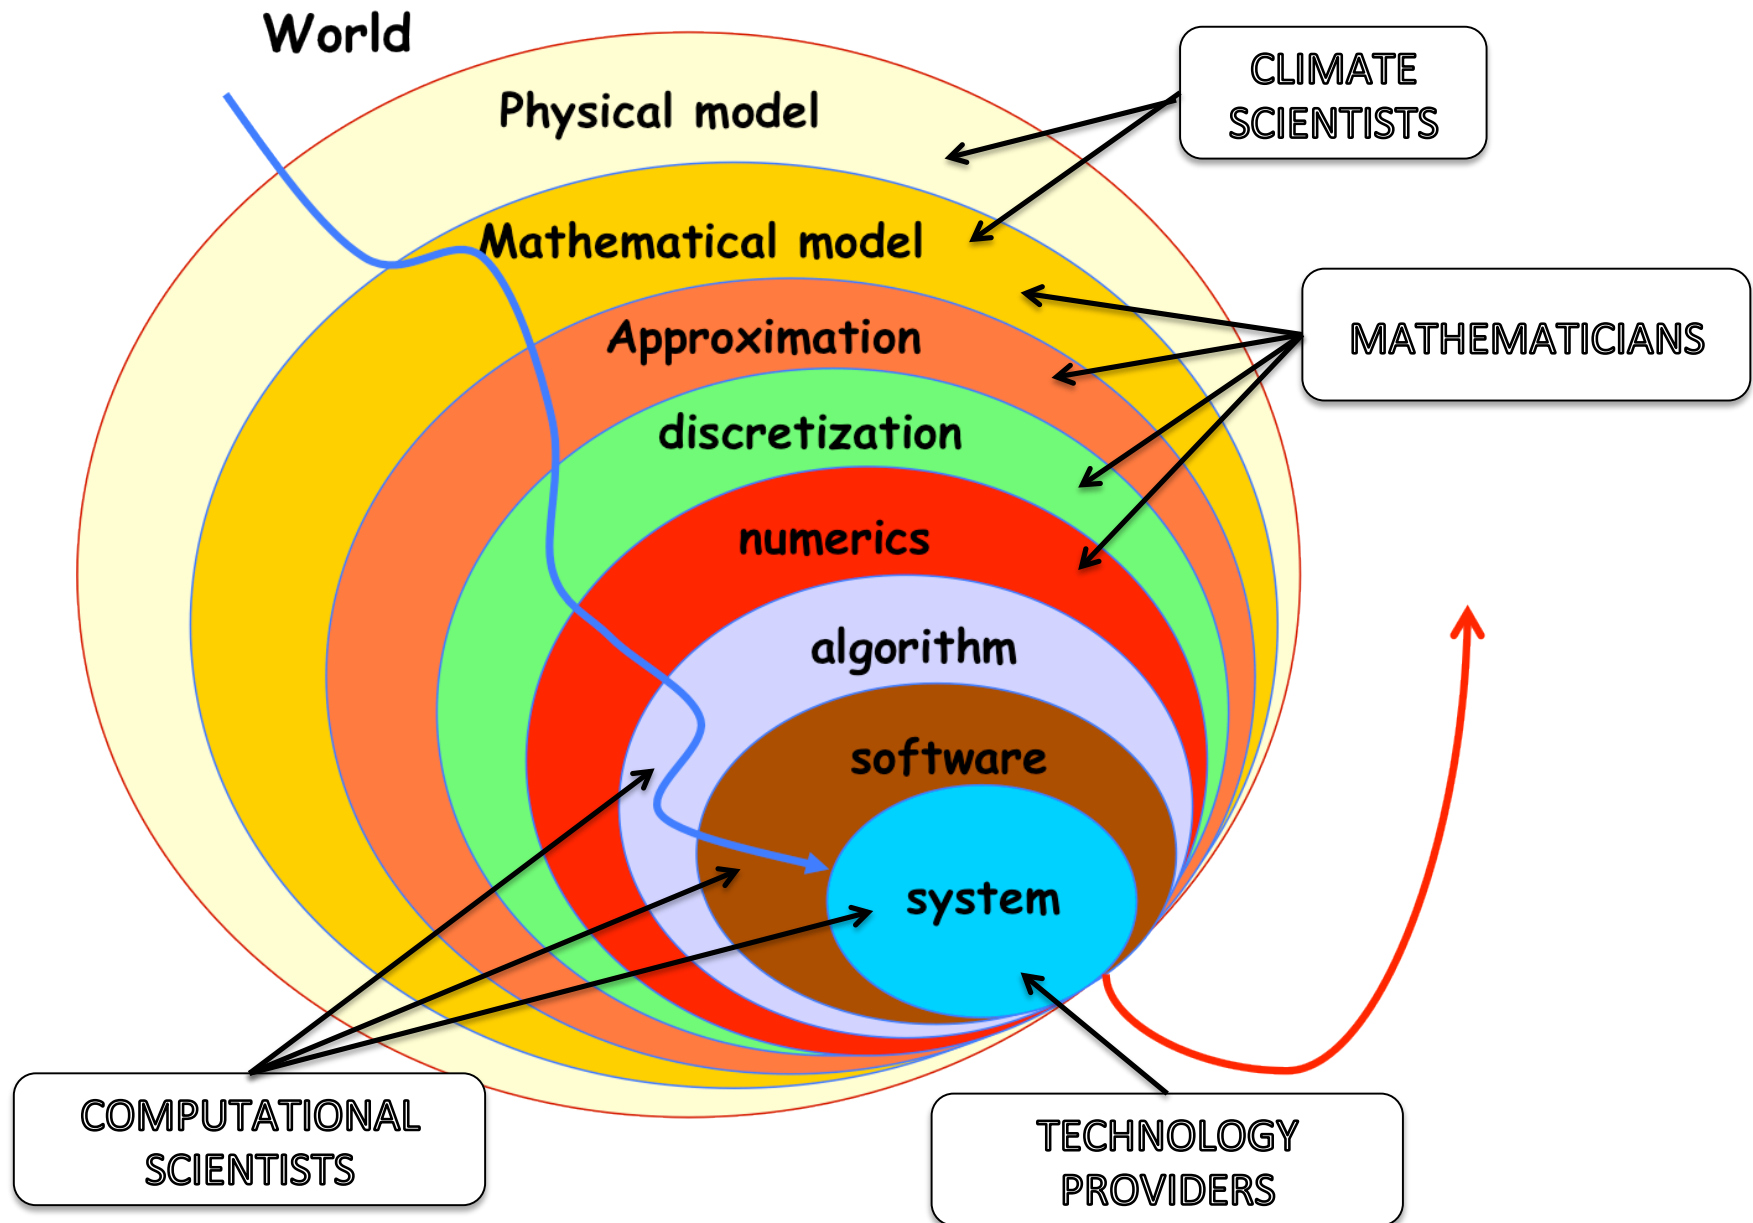 World
Physical model
CLIMATE
SCIENTISTS
Mathematical model
MATHEMATICIANS
Approximation
discretization
numerics
algorithm
software
system
COMPUTATIONAL
SCIENTISTS
TECHNOLOGY
PROVIDERS